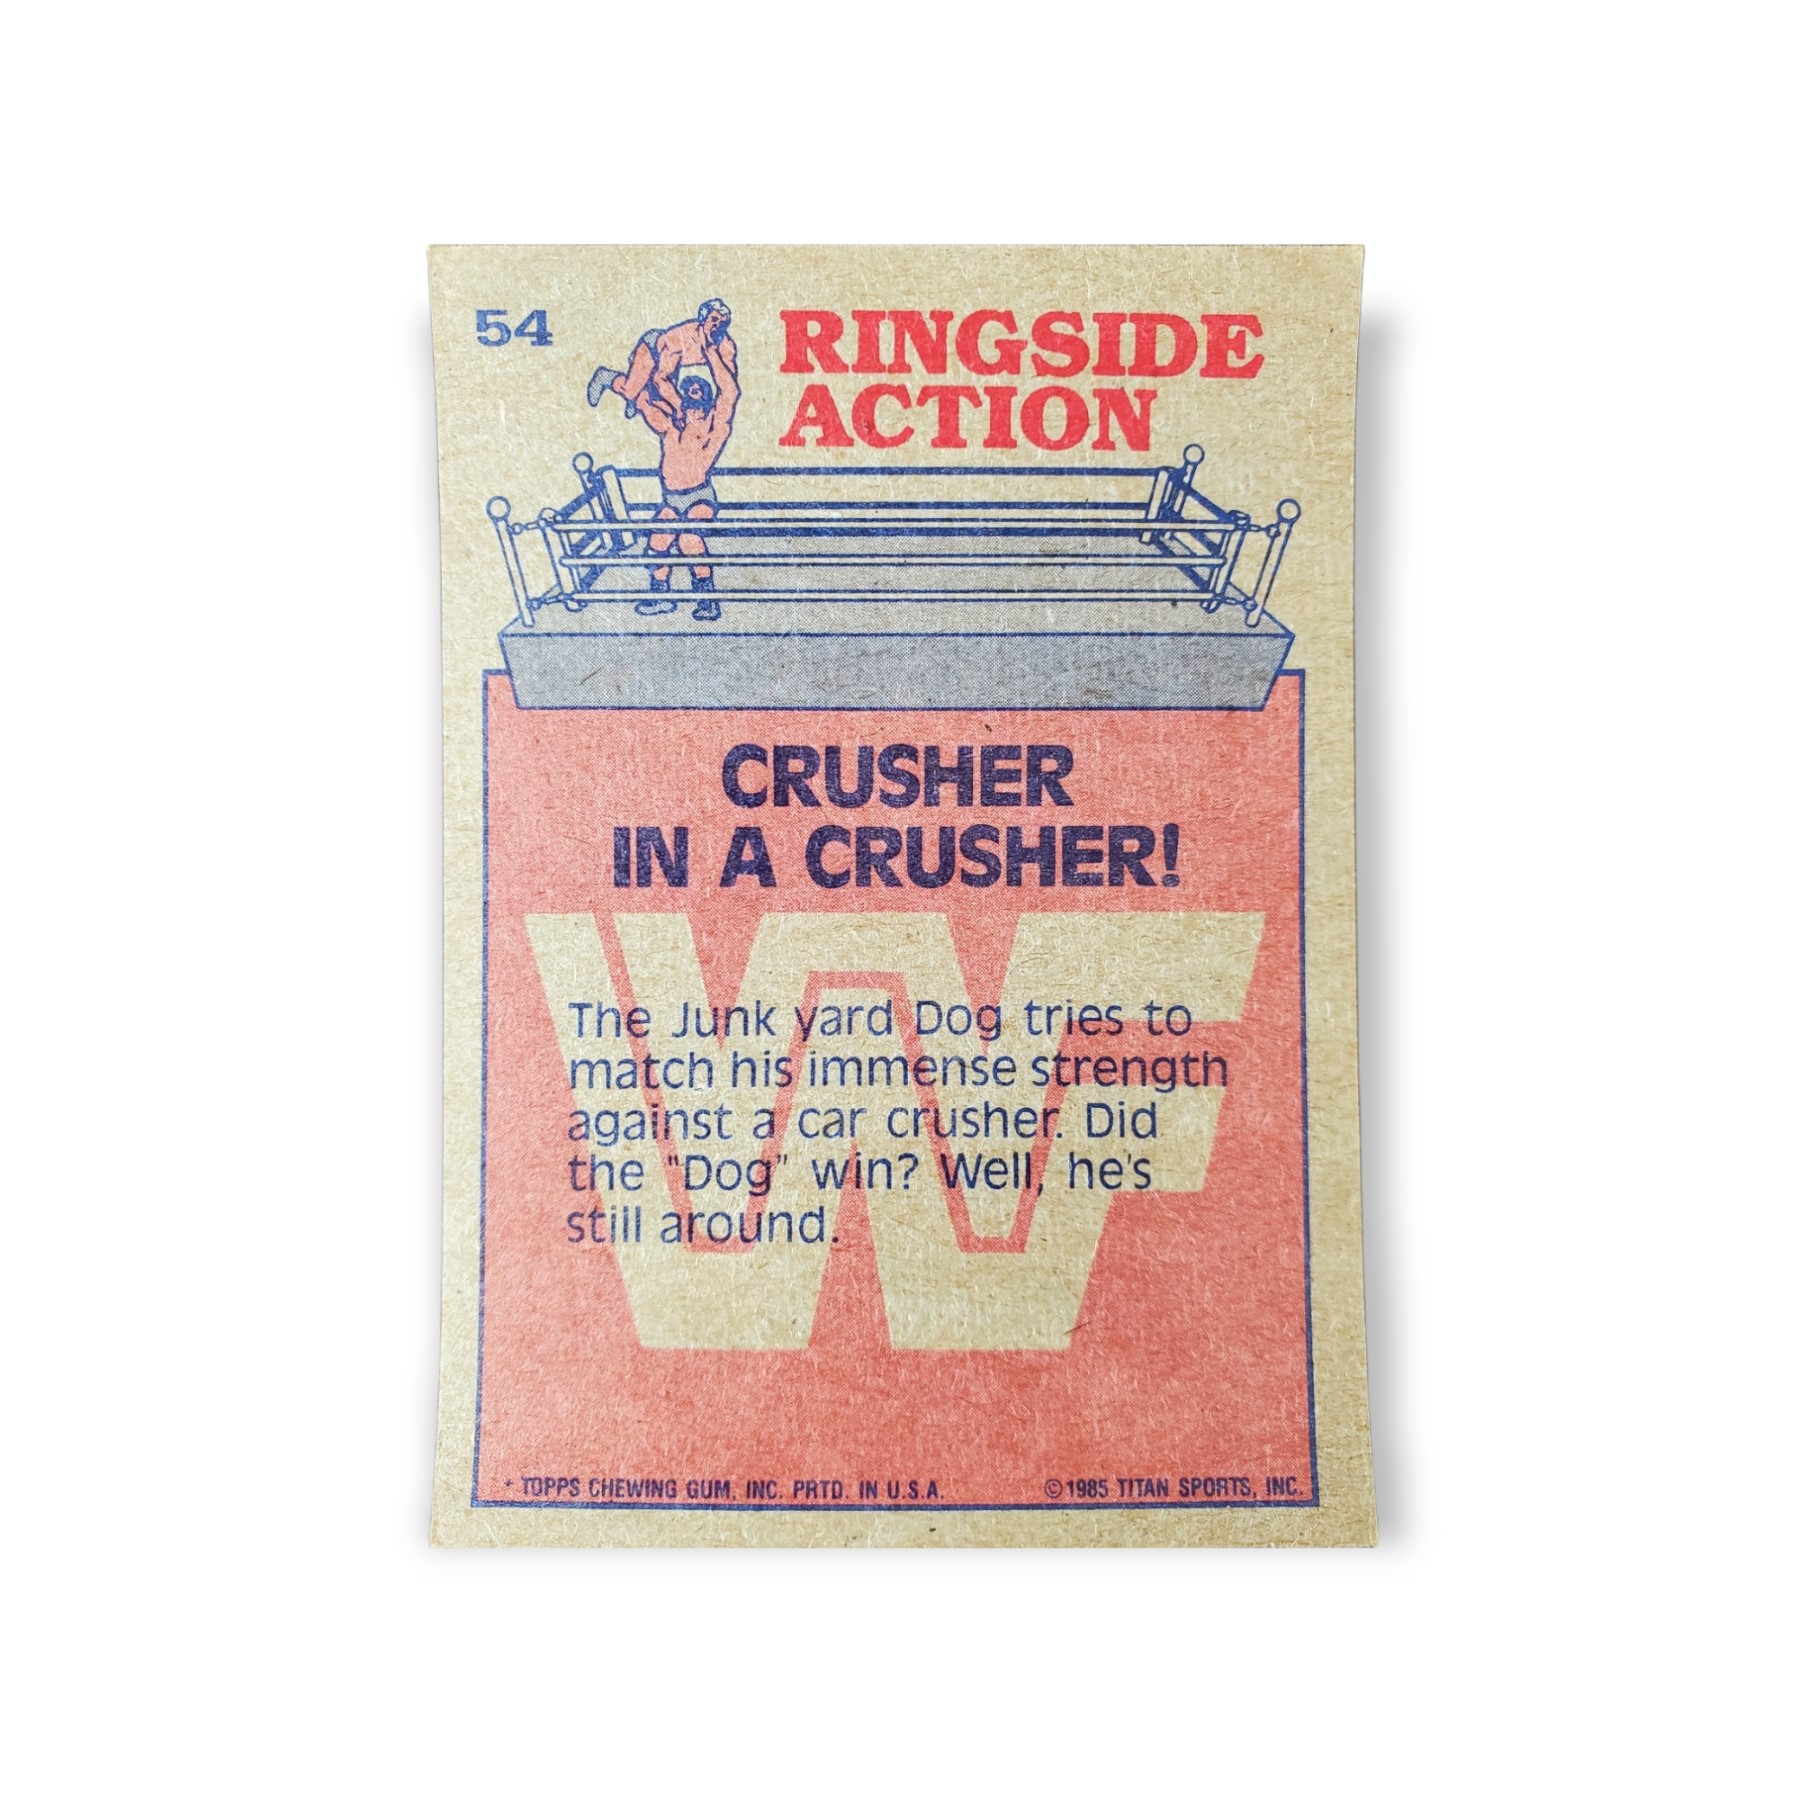 54
RINGSIDE
ACTION
CRUSHER
IN A CRUSHER!
WF
The Junk yard Dog tries to
match his immense strength
against a car crusher. Did
the "Dog" win? Well, he's
still around.
* TOPPS CHEWING GUM, INC. PRTD. IN U.S.A. ©1985 TITAN SPORTS, INC.